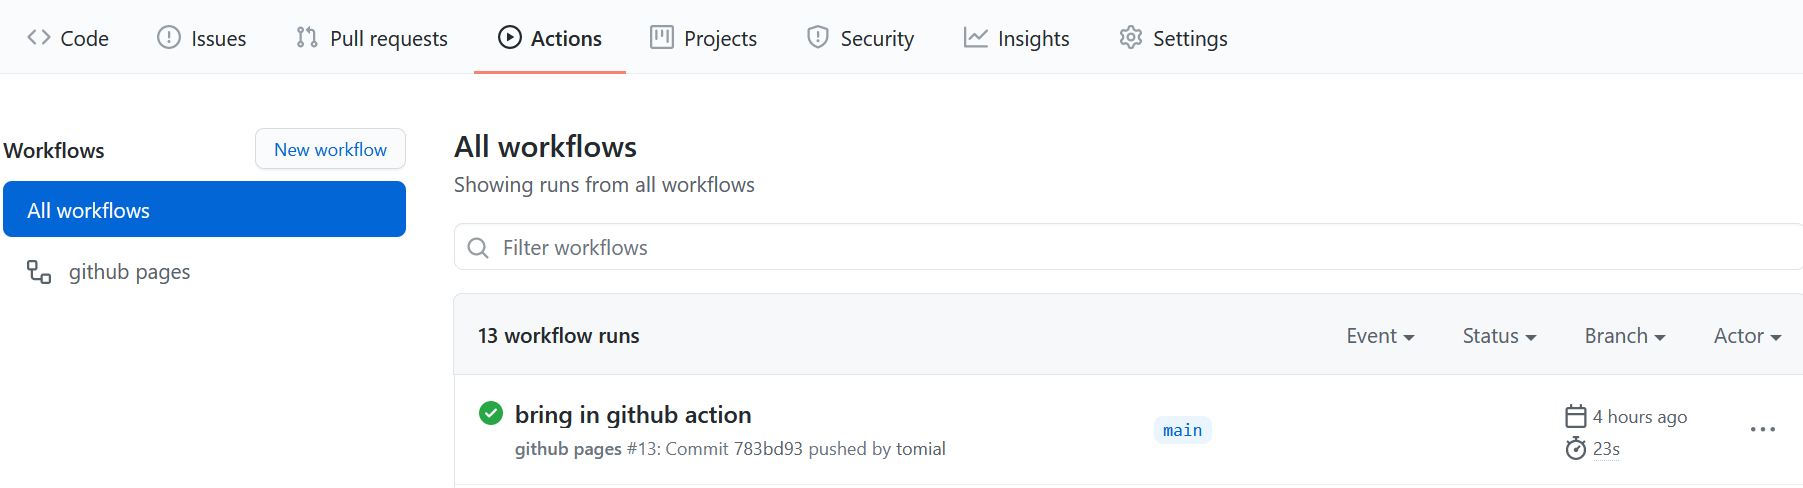 Code Issues Pull requests Actions Projects Security Insights Settings
Workflows
New workflow
All workflows
github pages
All workflows
Showing runs from all workflows
Filter workflows
13 workflow runs Event Status Branch Actor
bring in github action
github pages #13: Commit 783bd93 pushed by tomial
main
4 hours ago
23s